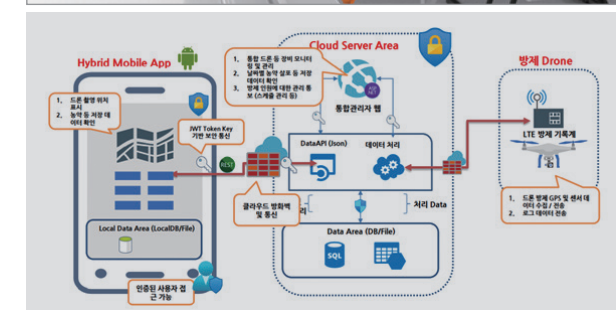 Hybrid Mobile App
1. 드론 촬영 위치
표시
2. 농약 등 저장 데
이터 확인
JWT Token Key
기반 보안 통신
REST
Local Data Area (LocalDB/File)
인증된 사용자 접
근 가능
Cloud Server Area
1. 통합 드론 등 장비 모니터
링 및 관리
2. 날짜별 농약 살포 등 저장
데이터 확인
3. 방제 인원에 대한 관리 통
보 (스케줄 관리 등)
통합관리자 웹
DataAPI (Json)
데이터 처리
클라우드 방화벽
및 통신
리
처리 Data
Data Area (DB/File)
SQL
방제 Drone
LTE 방제 기록계
1. 드론 방제 GPS 및 센서 데
이터 수집 / 전송
2. 로그 데이터 전송